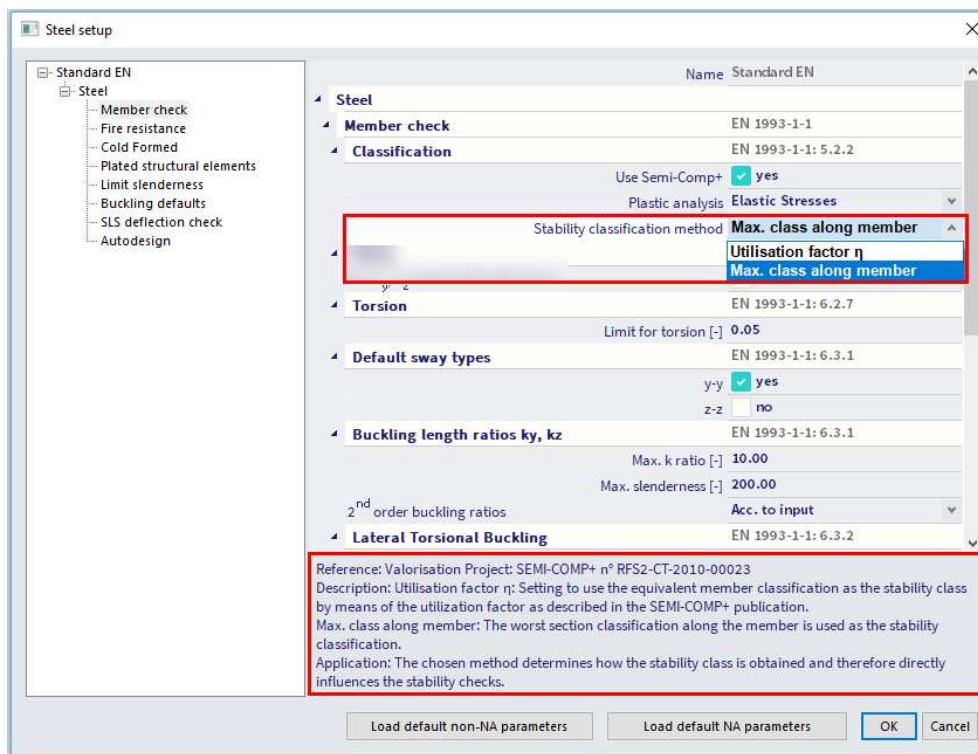 Steel setup
Standard EN
Steel
Member check
Fire resistance
Cold Formed
Plated structural elements
Limit slenderness
Buckling defaults
SLS deflection check
Autodesign
Name Standard EN
Steel
Member check EN 1993-1-1
Classification EN 1993-1-1: 5.2.2
Use Semi-Comp+ yes
Plastic analysis Elastic Stresses
Stability classification method Max. class along member
Utilisation factor η
Max. class along member
Torsion EN 1993-1-1: 6.2.7
Limit for torsion [-] 0.05
Default sway types EN 1993-1-1: 6.3.1
y-y yes
z-z no
Buckling length ratios ky, kz EN 1993-1-1: 6.3.1
Max. k ratio [-] 10.00
Max. slenderness [-] 200.00
2nd order buckling ratios Acc. to input
Lateral Torsional Buckling EN 1993-1-1: 6.3.2
Reference: Valorisation Project: SEMI-COMP+ n° RFS2-CT-2010-00023
Description: Utilisation factor η: Setting to use the equivalent member classification as the stability class
by means of the utilization factor as described in the SEMI-COMP+ publication.
Max. class along member: The worst section classification along the member is used as the stability
classification.
Application: The chosen method determines how the stability class is obtained and therefore directly
influences the stability checks.
Load default non-NA parameters
Load default NA parameters
OK
Cancel